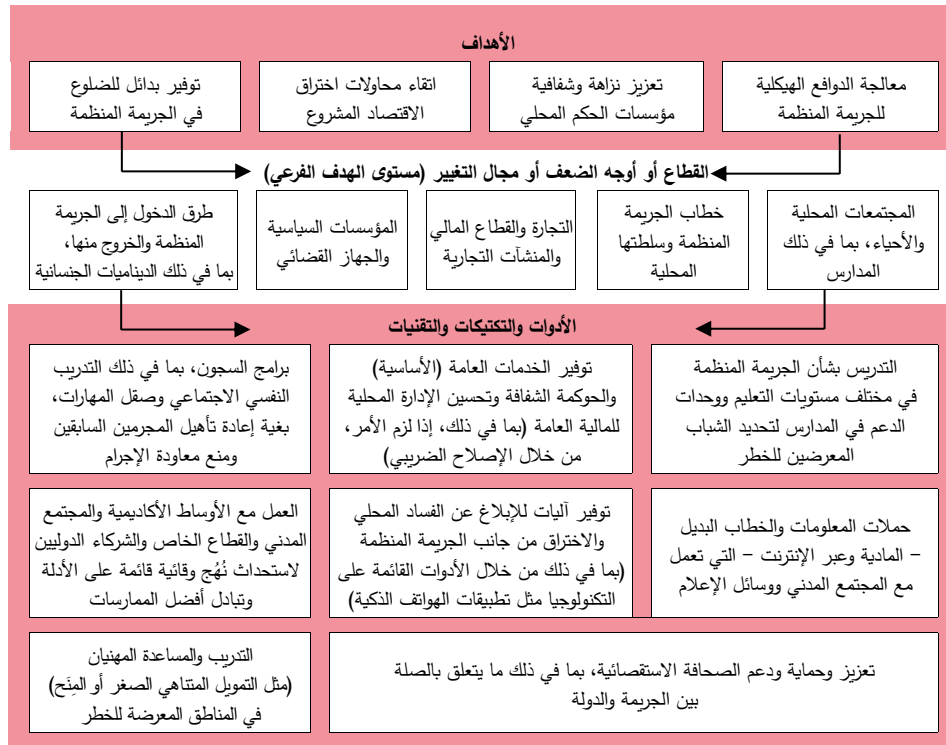 الأهداف
معالجة الدوافع الهيكلية
للجريمة المنظمة
تعزيز نزاهة وشفافية
مؤسسات الحكم المحلي
اتقاء محاولات اختراق
الاقتصاد المشروع
توفير بدائل للضلوع
في الجريمة المنظمة
القطاع أو أوجه الضعف أو مجال التغيير (مستوى الهدف الفرعي)
المجتمعات المحلية
والأحياء، بما في ذلك
المدارس
خطاب الجريمة
المنظمة وسلطتها
المحلية
التجارة والقطاع المالي
والمنشآت التجارية
المؤسسات السياسية
والجهاز القضائي
طرق الدخول إلى الجريمة
المنظمة والخروج منها،
بما في ذلك الديناميات الجنسانية
الأدوات والتكتيكات والتقنيات
التدريس بشأن الجريمة المنظمة
في مختلف مستويات التعليم ووحدات
الدعم في المدارس لتحديد الشباب
المعرضين للخطر
توفير الخدمات العامة (الأساسية)
والحوكمة الشفافة وتحسين الإدارة المحلية
للمالية العامة (بما في ذلك، إذا لزم الأمر،
من خلال الإصلاح الضريبي)
برامج السجون، بما في ذلك التدريب
النفسي الاجتماعي وصقل المهارات،
بغية إعادة تأهيل المجرمين السابقين
ومنع معاودة الإجرام
حملات المعلومات والخطاب البديل
– المادية وعبر الإنترنت – التي تعمل
مع المجتمع المدني ووسائل الإعلام
توفير آليات للإبلاغ عن الفساد المحلي
والاختراق من جانب الجريمة المنظمة
(بما في ذلك من خلال الأدوات القائمة على
التكنولوجيا مثل تطبيقات الهواتف الذكية)
العمل مع الأوساط الأكاديمية والمجتمع
المدني والقطاع الخاص والشركاء الدوليين
لاستحداث نُهُج وقائية قائمة على الأدلة
وتبادل أفضل الممارسات
تعزيز وحماية ودعم الصحافة الاستقصائية، بما في ذلك ما يتعلق بالصلة
بين الجريمة والدولة
التدريب والمساعدة المهنيان
(مثل التمويل المتناهي الصغر أو المِنَح)
في المناطق المعرضة للخطر